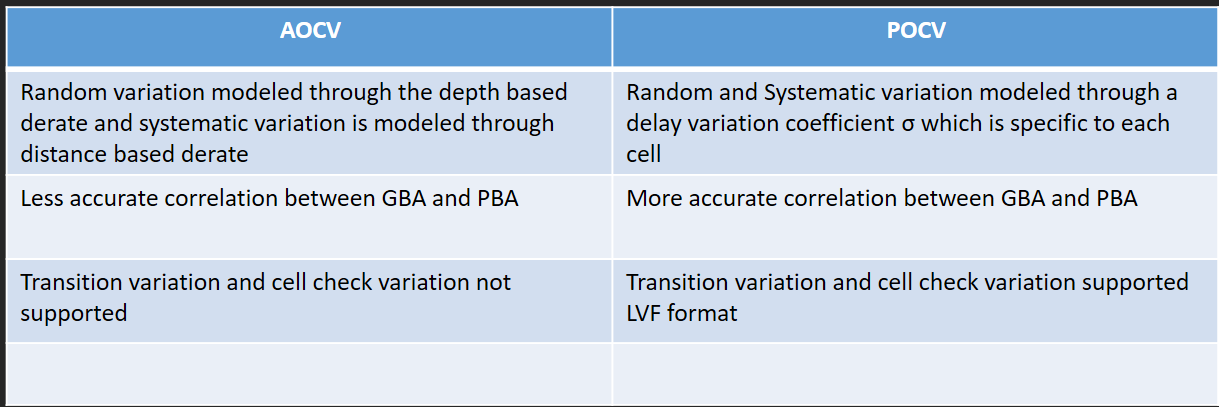 AOCV
POCV
Random variation modeled through the depth based
derate and systematic variation is modeled through
distance based derate
Random and Systematic variation modeled through a
delay variation coefficient σ which is specific to each
cell
Less accurate correlation between GBA and PBA
More accurate correlation between GBA and PBA
Transition variation and cell check variation not
supported
Transition variation and cell check variation supported
LVF format